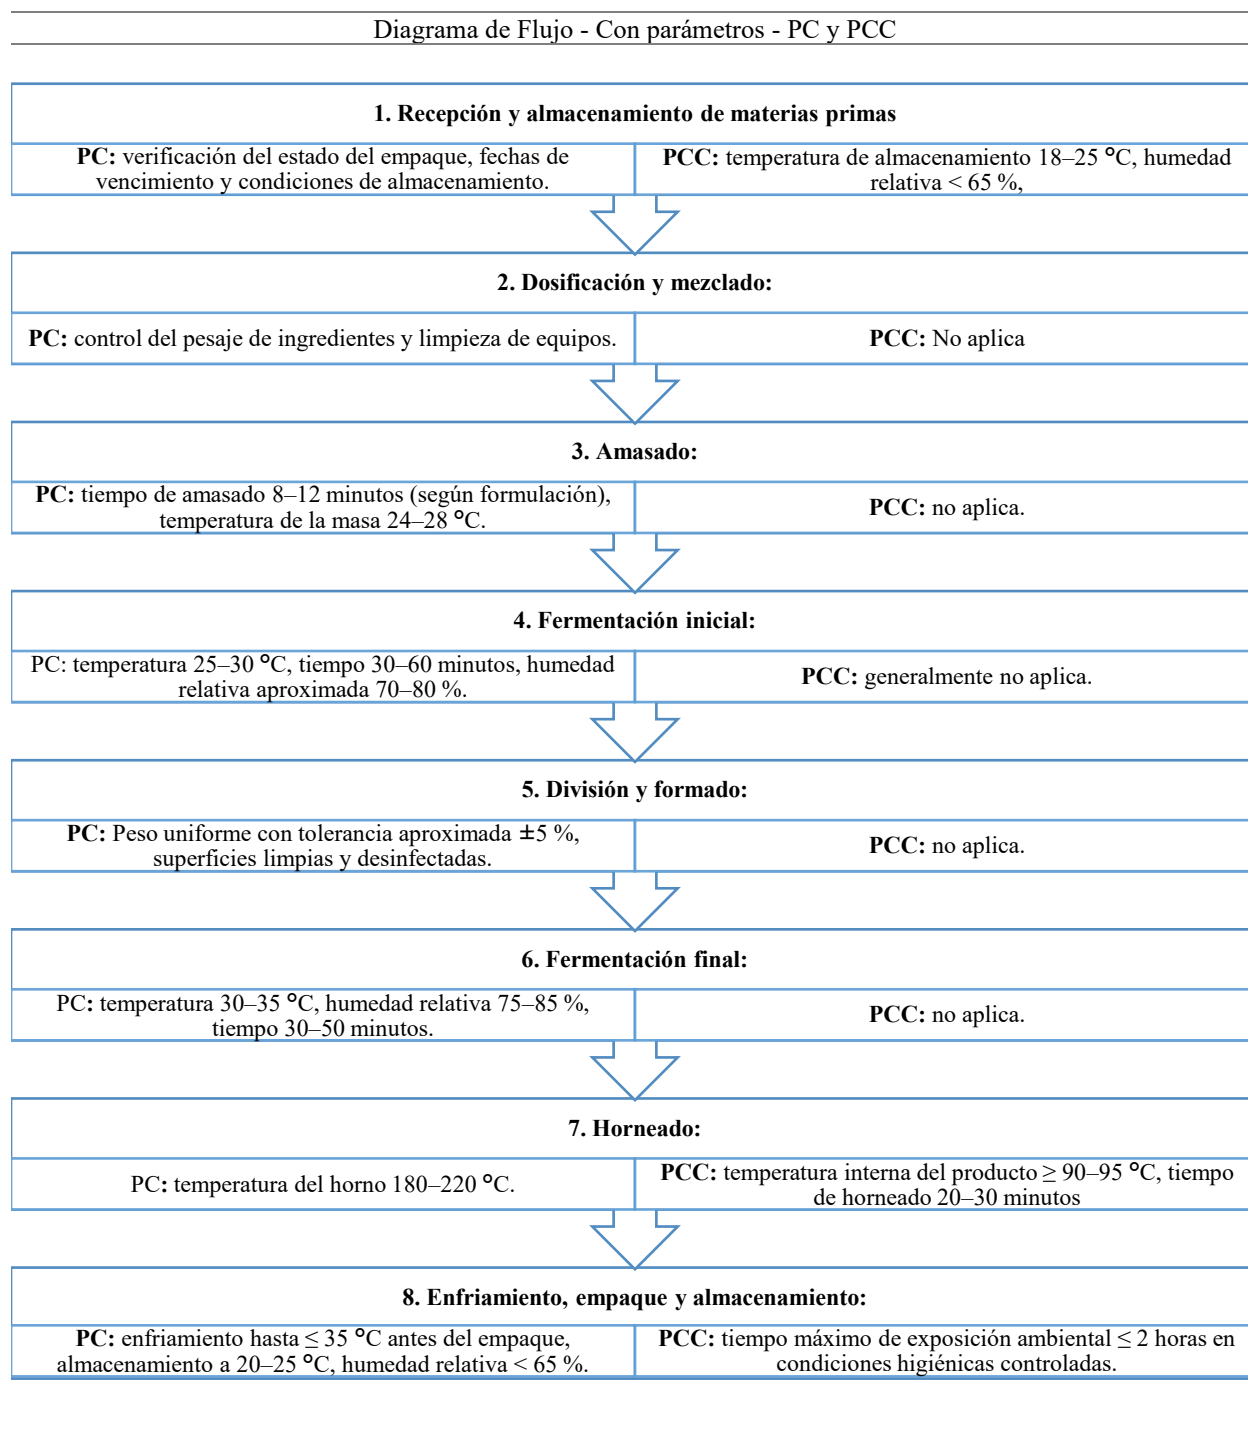 Diagrama de Flujo - Con parámetros - PC y PCC
1. Recepción y almacenamiento de materias primas
PC: verificación del estado del empaque, fechas de
vencimiento y condiciones de almacenamiento.
PCC: temperatura de almacenamiento 18–25 °C, humedad
relativa < 65 %,
2. Dosificación y mezclado:
PC: control del pesaje de ingredientes y limpieza de equipos.
PCC: No aplica
3. Amasado:
PC: tiempo de amasado 8–12 minutos (según formulación),
temperatura de la masa 24–28 °C.
PCC: no aplica.
4. Fermentación inicial:
PC: temperatura 25–30 °C, tiempo 30–60 minutos, humedad
relativa aproximada 70–80 %.
PCC: generalmente no aplica.
5. División y formado:
PC: Peso uniforme con tolerancia aproximada ±5 %,
superficies limpias y desinfectadas.
PCC: no aplica.
6. Fermentación final:
PC: temperatura 30–35 °C, humedad relativa 75–85 %,
tiempo 30–50 minutos.
PCC: no aplica.
7. Horneado:
PC: temperatura del horno 180–220 °C.
PCC: temperatura interna del producto ≥ 90–95 °C, tiempo
de horneado 20–30 minutos
8. Enfriamiento, empaque y almacenamiento:
PC: enfriamiento hasta ≤ 35 °C antes del empaque,
almacenamiento a 20–25 °C, humedad relativa < 65 %.
PCC: tiempo máximo de exposición ambiental ≤ 2 horas en
condiciones higiénicas controladas.